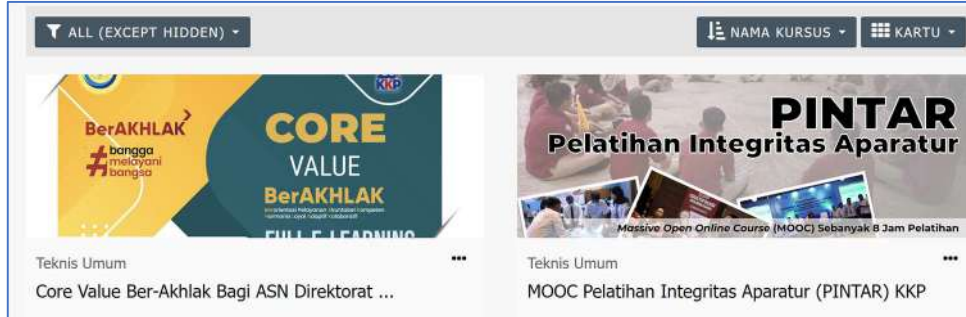 ALL (EXCEPT HIDDEN)
NAMA KURSUS
KARTU
KKP
BerAKHLAK
#bangga
melayani
bangsa
CORE
VALUE
BerAKHLAK
FULL E-LEARNING
PINTAR
Pelatihan Integritas Aparatur
Massive Open Online Course (MOOC) Sebanyak 8 Jam Pelatihan
Teknis Umum
Core Value Ber-Akhlak Bagi ASN Direktorat ...
Teknis Umum
MOOC Pelatihan Integritas Aparatur (PINTAR) KKP